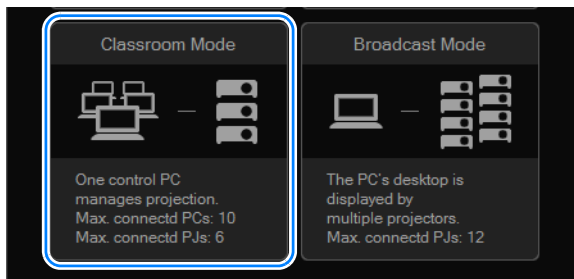 Classroom Mode
One control PC
manages projection.
Max. connectd PCs: 10
Max. connectd PJs: 6
Broadcast Mode
The PC's desktop is
displayed by
multiple projectors.
Max. connectd PJs: 12